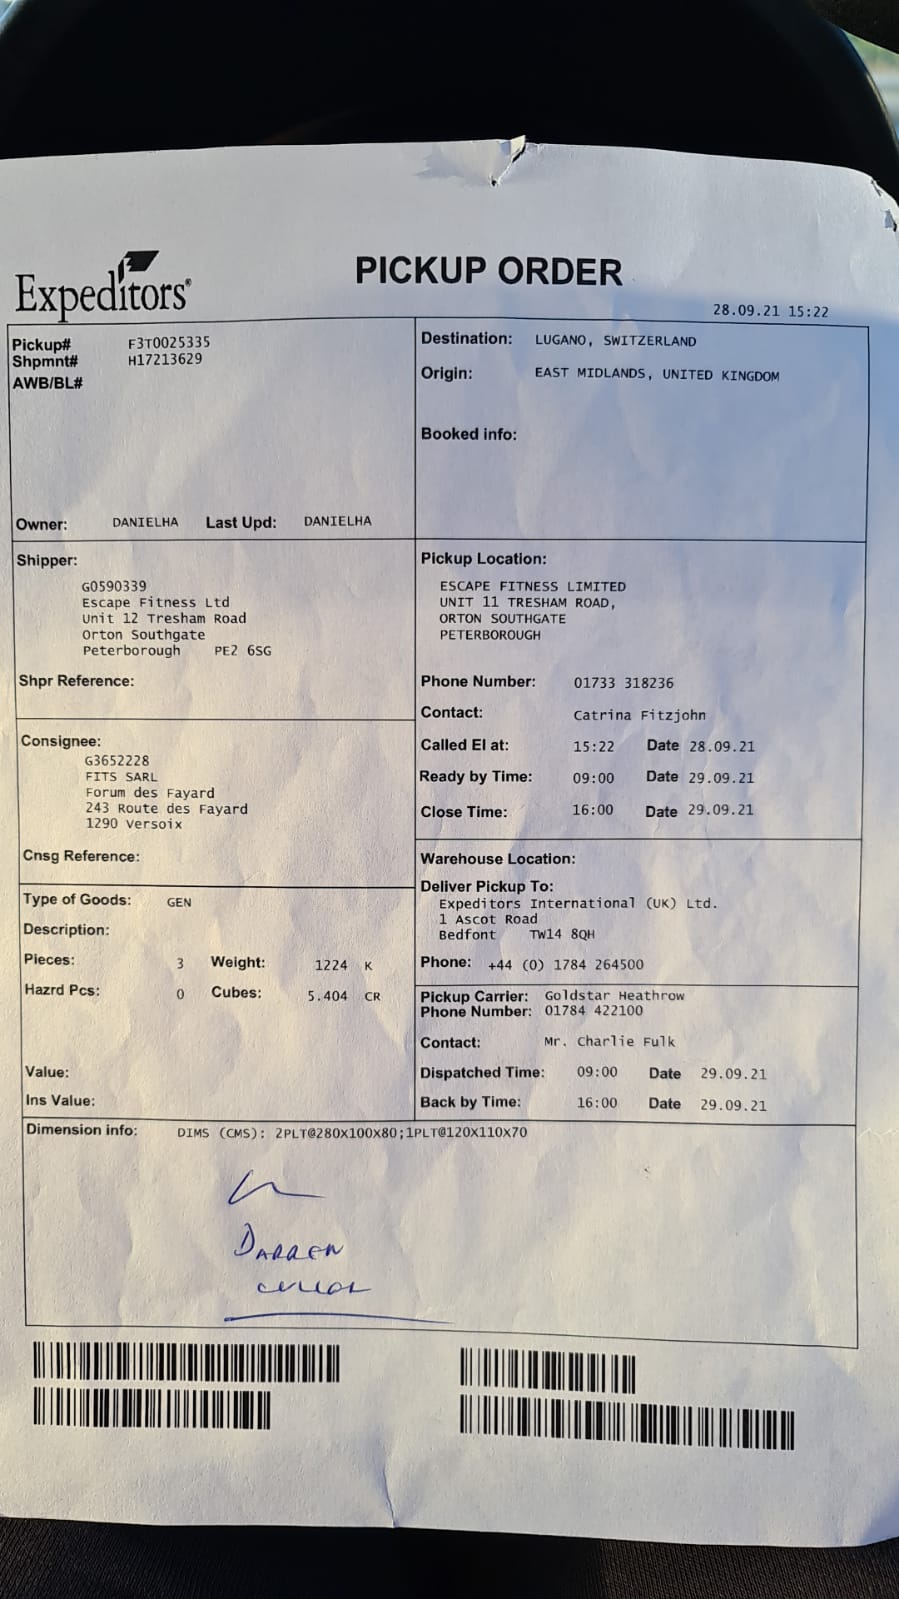 Expeditors®
PICKUP ORDER
28.09.21 15:22
Pickup# F3T0025335
Shpmnt# H17213629
AWB/BL#
Owner: DANIELHA Last Upd: DANIELHA
Destination: LUGANO, SWITZERLAND
Origin: EAST MIDLANDS, UNITED KINGDOM
Booked info:
Shipper:
G0590339
Escape Fitness Ltd
Unit 12 Tresham Road
Orton Southgate
Peterborough PE2 6SG
Shpr Reference:
Consignee:
G3652228
FITS SARL
Forum des Fayard
243 Route des Fayard
1290 Versoix
Cnsg Reference:
Type of Goods: GEN
Description:
Pieces: 3 Weight: 1224 K
Hazrd Pcs: 0 Cubes: 5.404 CR
Value:
Ins Value:
Pickup Location:
ESCAPE FITNESS LIMITED
UNIT 11 TRESHAM ROAD,
ORTON SOUTHGATE
PETERBOROUGH
Phone Number: 01733 318236
Contact: Catrina Fitzjohn
Called EI at: 15:22 Date 28.09.21
Ready by Time: 09:00 Date 29.09.21
Close Time: 16:00 Date 29.09.21
Warehouse Location:
Deliver Pickup To:
Expeditors International (UK) Ltd.
1 Ascot Road
Bedfont TW14 8QH
Phone: +44 (0) 1784 264500
Pickup Carrier: Goldstar Heathrow
Phone Number: 01784 422100
Contact: Mr. Charlie Fulk
Dispatched Time: 09:00 Date 29.09.21
Back by Time: 16:00 Date 29.09.21
Dimension info: DIMS (CMS): 2PLT@280X100X80;1PLT@120X110X70
DARREN